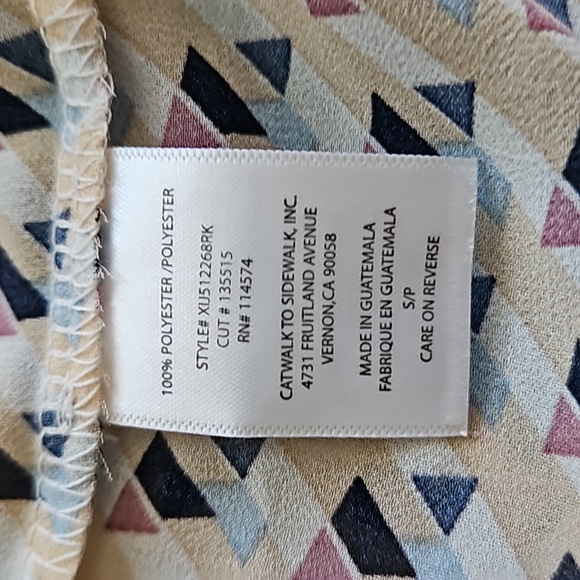 100% POLYESTER /POLYESTER
STYLE# XU512268RK
CUT # 135515
RN# 114574
CATWALK TO SIDEWALK, INC.
4731 FRUITLAND AVENUE
VERNON,CA 90058
MADE IN GUATEMALA
FABRIQUE EN GUATEMALA
S/P
CARE ON REVERSE